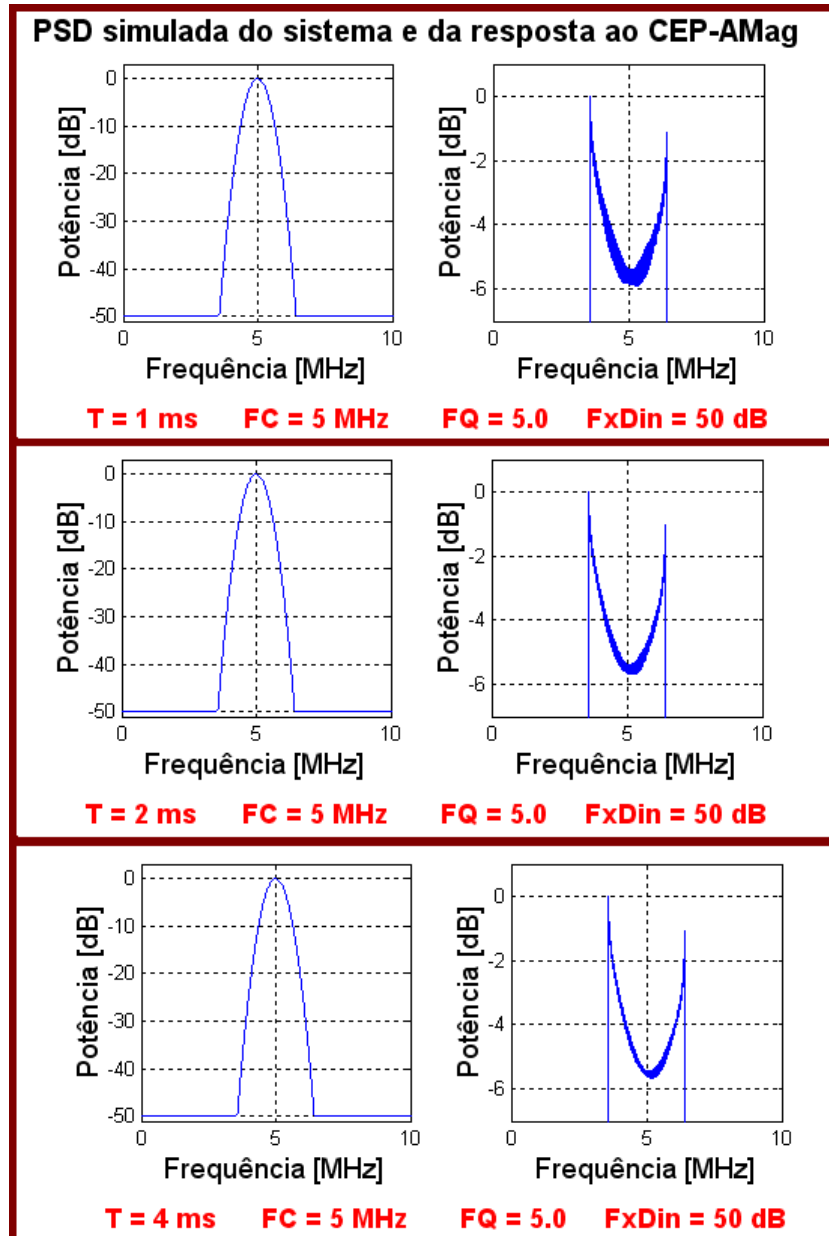 PSD simulada do sistema e da resposta ao CEP-AMag
Potência [dB]
0
-10
-20
-30
-40
-50
0 5 10
Frequência [MHz]
Potência [dB]
0
-2
-4
-6
0 5 10
Frequência [MHz]
T = 1 ms FC = 5 MHz FQ = 5.0 FxDin = 50 dB
Potência [dB]
0
-10
-20
-30
-40
-50
0 5 10
Frequência [MHz]
Potência [dB]
0
-2
-4
-6
0 5 10
Frequência [MHz]
T = 2 ms FC = 5 MHz FQ = 5.0 FxDin = 50 dB
Potência [dB]
0
-10
-20
-30
-40
-50
0 5 10
Frequência [MHz]
Potência [dB]
0
-2
-4
-6
0 5 10
Frequência [MHz]
T = 4 ms FC = 5 MHz FQ = 5.0 FxDin = 50 dB